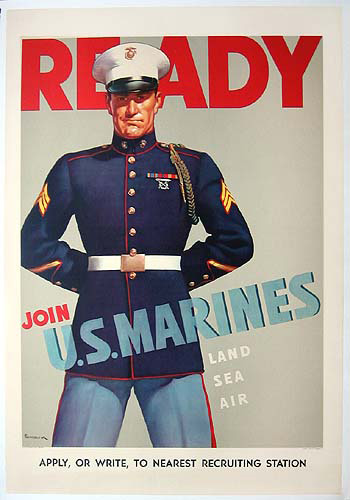 READY
JOIN
U.S. MARINES
LAND
SEA
AIR
APPLY, OR WRITE, TO NEAREST RECRUITING STATION